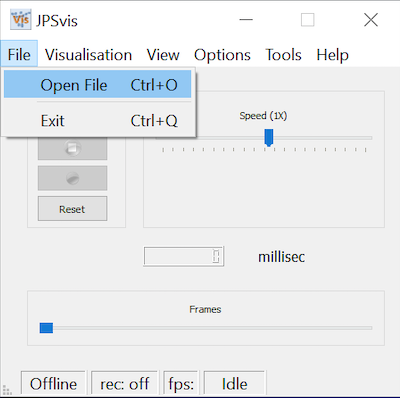 JPSvis
File Visualisation View Options Tools Help
Open File Ctrl+O
Exit Ctrl+Q
Speed (1X)
Reset
0 millisec
Frames
Offline rec: off fps: Idle